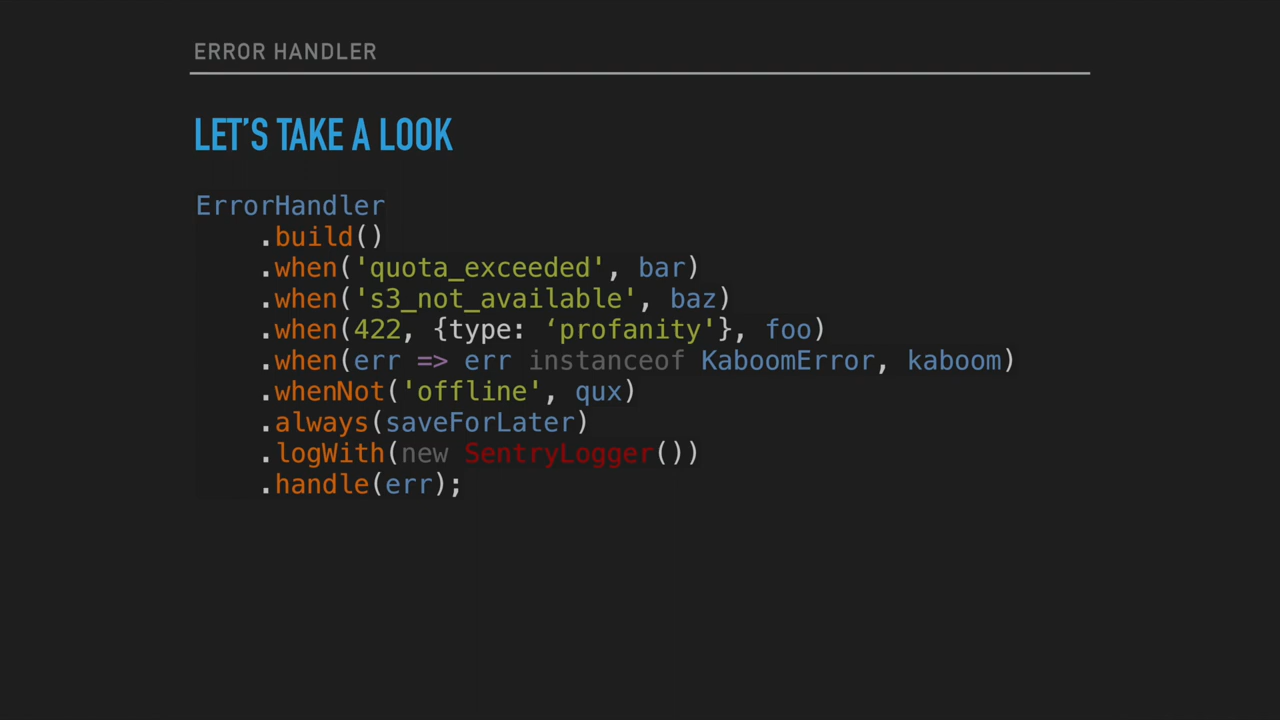 ERROR HANDLER
LET’S TAKE A LOOK
ErrorHandler
    .build()
    .when('quota_exceeded', bar)
    .when('s3_not_available', baz)
    .when(422, {type: ‘profanity'}, foo)
    .when(err => err instanceof KaboomError, kaboom)
    .whenNot('offline', qux)
    .always(saveForLater)
    .logWith(new SentryLogger())
    .handle(err);